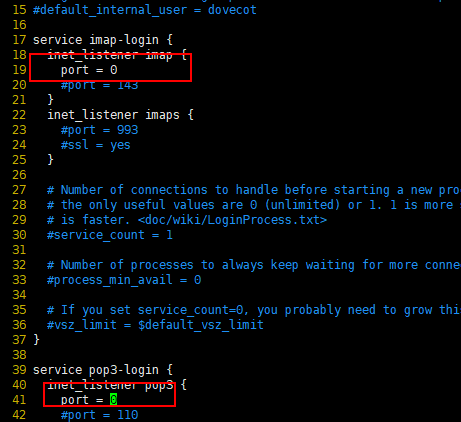 15 #default_internal_user = dovecot
16
17 service imap-login {
18 inet_listener imap {
19 port = 0
20 #port = 143
21 }
22 inet_listener imaps {
23 #port = 993
24 #ssl = yes
25 }
26
27 # Number of connections to handle before starting a new pro
28 # the only useful values are 0 (unlimited) or 1. 1 is more
29 # is faster. <doc/wiki/LoginProcess.txt>
30 #service_count = 1
31
32 # Number of processes to always keep waiting for more conne
33 #process_min_avail = 0
34
35 # If you set service_count=0, you probably need to grow thi
36 #vsz_limit = $default_vsz_limit
37 }
38
39 service pop3-login {
40 inet_listener pop3 {
41 port = 0
42 #port = 110